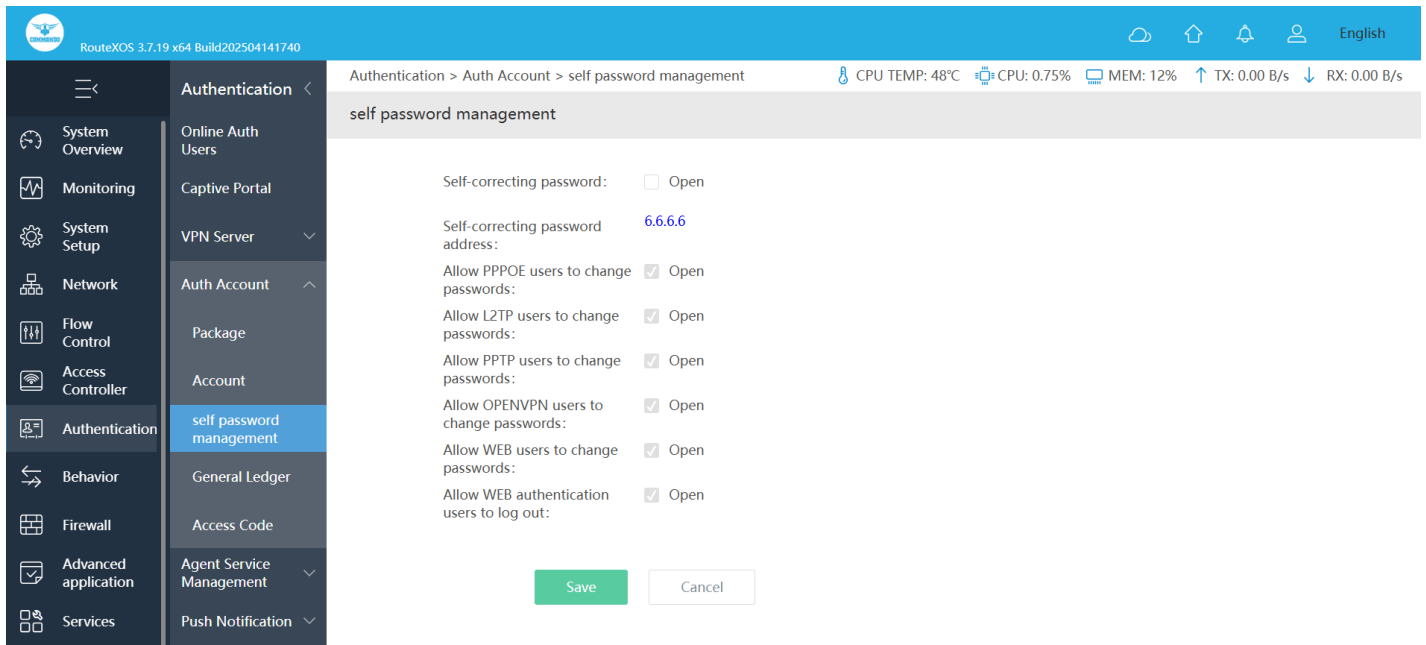 COMMANDO
RouteXOS 3.7.19 x64 Build202504141740
English
Authentication
Authentication > Auth Account > self password management
CPU TEMP: 48℃
CPU: 0.75%
MEM: 12%
TX: 0.00 B/s
RX: 0.00 B/s
self password management
System
Overview
Monitoring
System
Setup
Network
Flow
Control
Access
Controller
Authentication
Behavior
Firewall
Advanced
application
Services
Online Auth
Users
Captive Portal
VPN Server
Auth Account
Package
Account
self password
management
General Ledger
Access Code
Agent Service
Management
Push Notification
Self-correcting password:
Open
Self-correcting password
address:
6.6.6.6
Allow PPPOE users to change
passwords:
Open
Allow L2TP users to change
passwords:
Open
Allow PPTP users to change
passwords:
Open
Allow OPENVPN users to
change passwords:
Open
Allow WEB users to change
passwords:
Open
Allow WEB authentication
users to log out:
Open
Save
Cancel